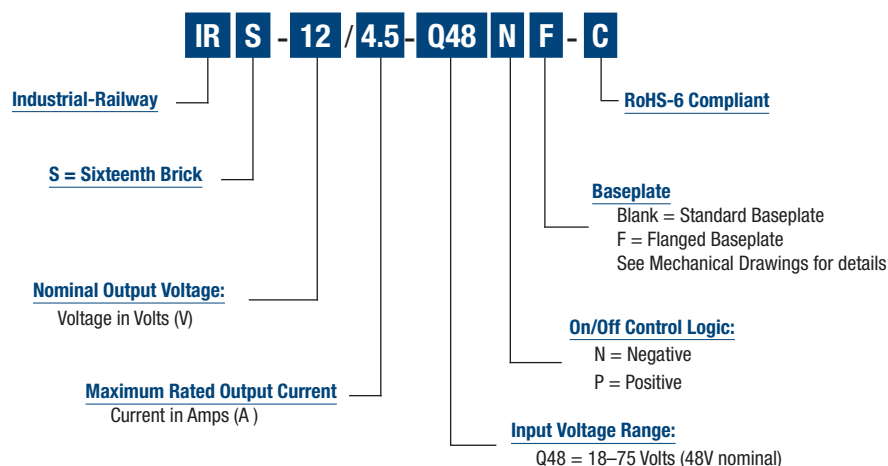 IR S - 12 / 4.5 - Q48 N F - C
Industrial-Railway
RoHS-6 Compliant
S = Sixteenth Brick
Baseplate
Blank = Standard Baseplate
F = Flanged Baseplate
See Mechanical Drawings for details
Nominal Output Voltage:
Voltage in Volts (V)
On/Off Control Logic:
N = Negative
P = Positive
Maximum Rated Output Current
Current in Amps (A )
Input Voltage Range:
Q48 = 18–75 Volts (48V nominal)